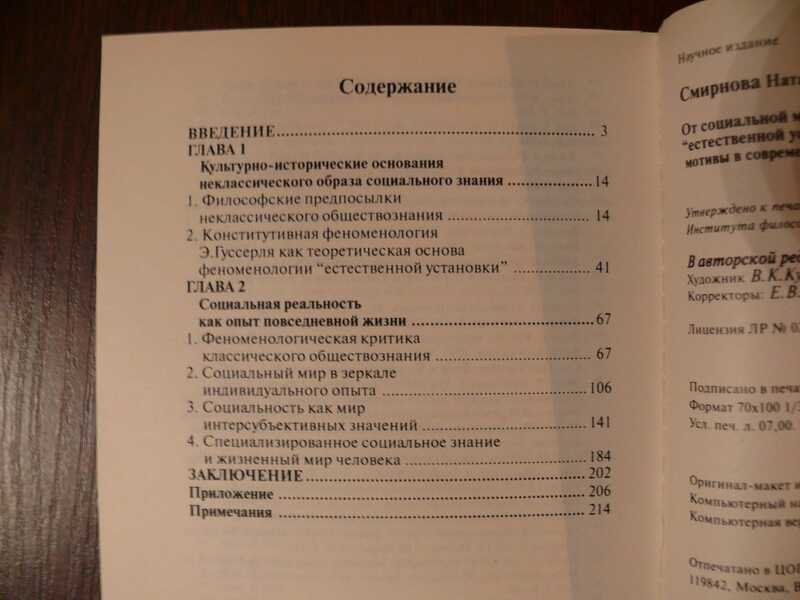 Содержание
ВВЕДЕНИЕ 3
ГЛАВА 1
Культурно-исторические основания
неклассического образа социального знания 14
1. Философские предпосылки
неклассического обществознания 14
2. Конститутивная феноменология
Э.Гуссерля как теоретическая основа
феноменологии “естественной установки” 41
ГЛАВА 2
Социальная реальность
как опыт повседневной жизни 67
1. Феноменологическая критика
классического обществознания 67
2. Социальный мир в зеркале
индивидуального опыта 106
3. Социальность как мир
интерсубъективных значений 141
4. Специализированное социальное знание
и жизненный мир человека 184
ЗАКЛЮЧЕНИЕ 202
Приложение 206
Примечания 214
Научное издание
Смирнова
От социальной
“естественной
мотивы в
Утверждено к
Института
В авторской
Художник В.К.
Корректоры: Е.В.
Лицензия ЛР №
Подписано в
Формат 70х100
Усл. печ. л. 07,00.
Оригинал-макет
Компьютерный
Компьютерная
Отпечатано в
119842, Москва,